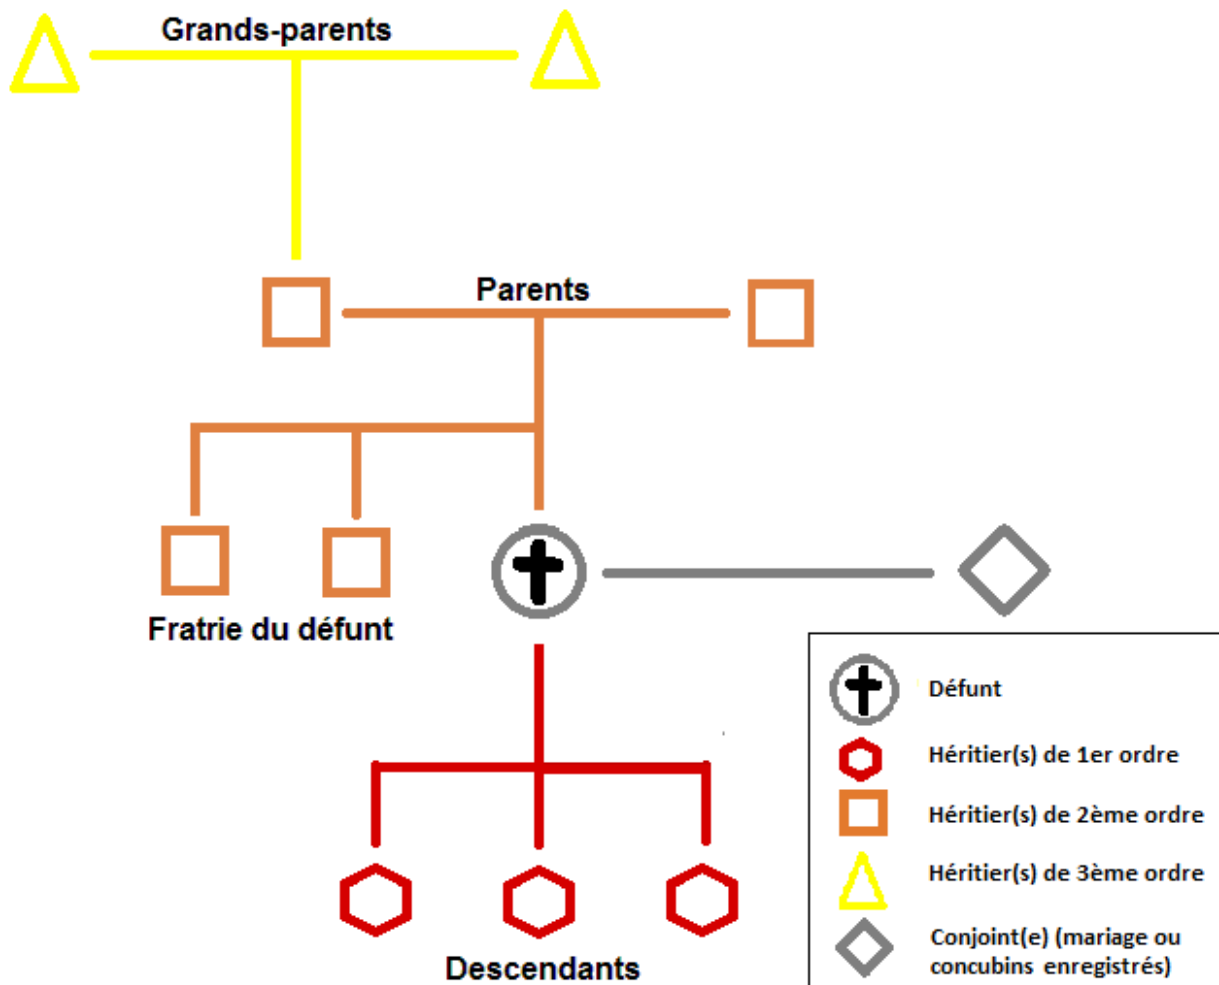 Grands-parents
Parents
Fratrie du défunt
Descendants
Défunt
Héritier(s) de 1er ordre
Héritier(s) de 2ème ordre
Héritier(s) de 3ème ordre
Conjoint(e) (mariage ou
concubins enregistrés)